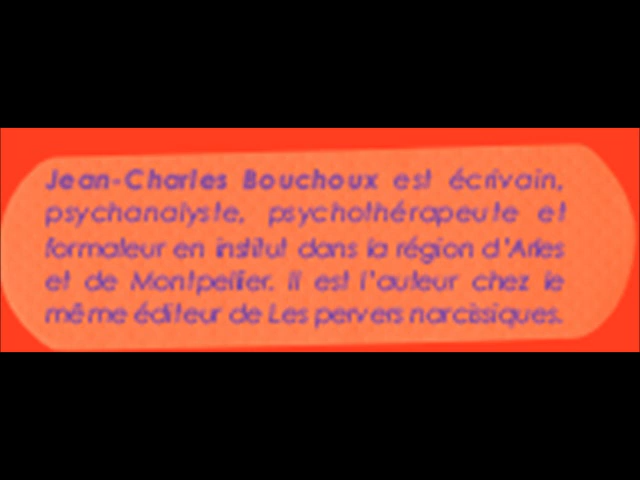 Jean-Charles Bouchoux est écrivain,
psychanalyste, psychothérapeute et
formateur en institut dans la région d'Arles
et de Montpellier. Il est l'auteur chez le
même éditeur de Les pervers narcissiques.